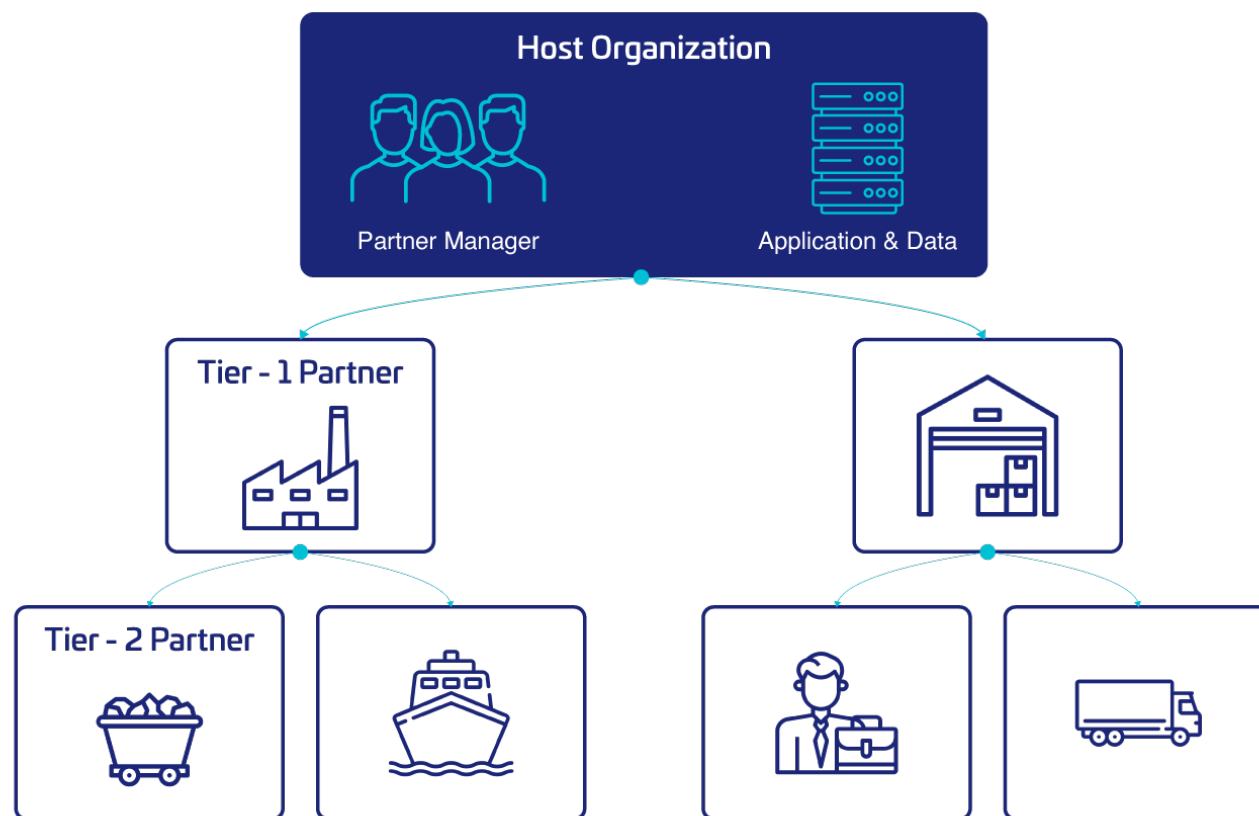 Host Organization
Partner Manager
Application & Data
Tier - 1 Partner
Tier - 2 Partner